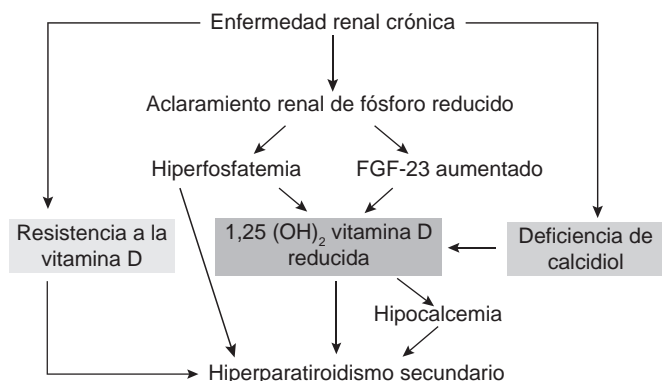 Enfermedad renal crónica
Aclaramiento renal de fósforo reducido
Hiperfosfatemia
FGF-23 aumentado
Resistencia a la
vitamina D
1,25 (OH)₂ vitamina D
reducida
Deficiencia de
calcidiol
Hipocalcemia
Hiperparatiroidismo secundario